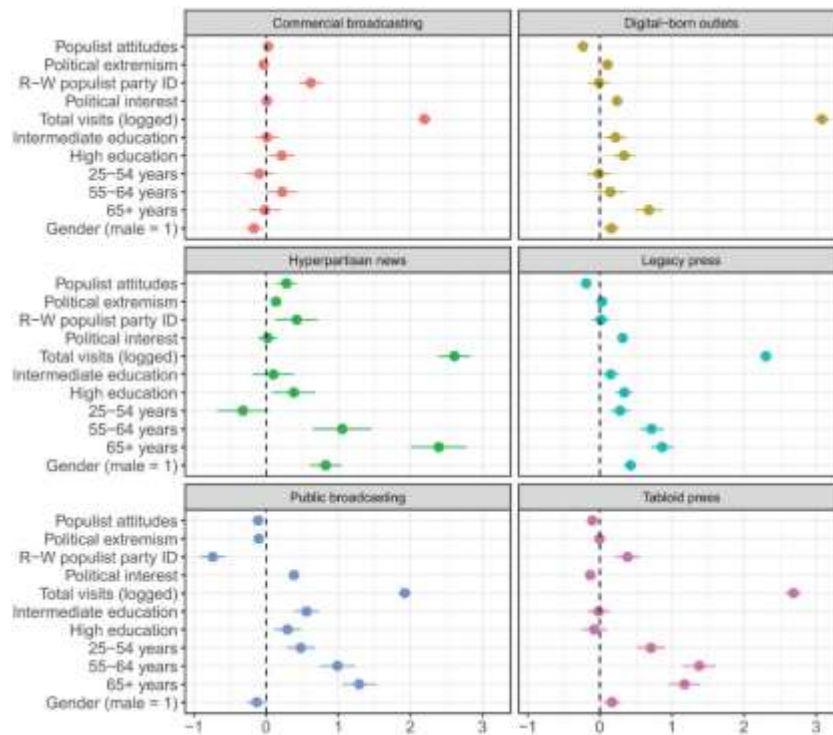 Commercial broadcasting
Digital-born outlets
Populist attitudes
Political extremism
R-W populist party ID
Political interest
Total visits (logged)
Intermediate education
High education
25-54 years
55-64 years
65+ years
Gender (male = 1)
Hyperpartisan news
Legacy press
Populist attitudes
Political extremism
R-W populist party ID
Political interest
Total visits (logged)
Intermediate education
High education
25-54 years
55-64 years
65+ years
Gender (male = 1)
Public broadcasting
Tabloid press
Populist attitudes
Political extremism
R-W populist party ID
Political interest
Total visits (logged)
Intermediate education
High education
25-54 years
55-64 years
65+ years
Gender (male = 1)
-1 0 1 2 3 -1 0 1 2 3